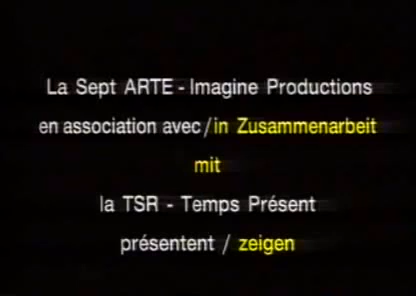 La Sept ARTE - Imagine Productions
en association avec / in Zusammenarbeit
mit
la TSR - Temps Présent
présentent / zeigen